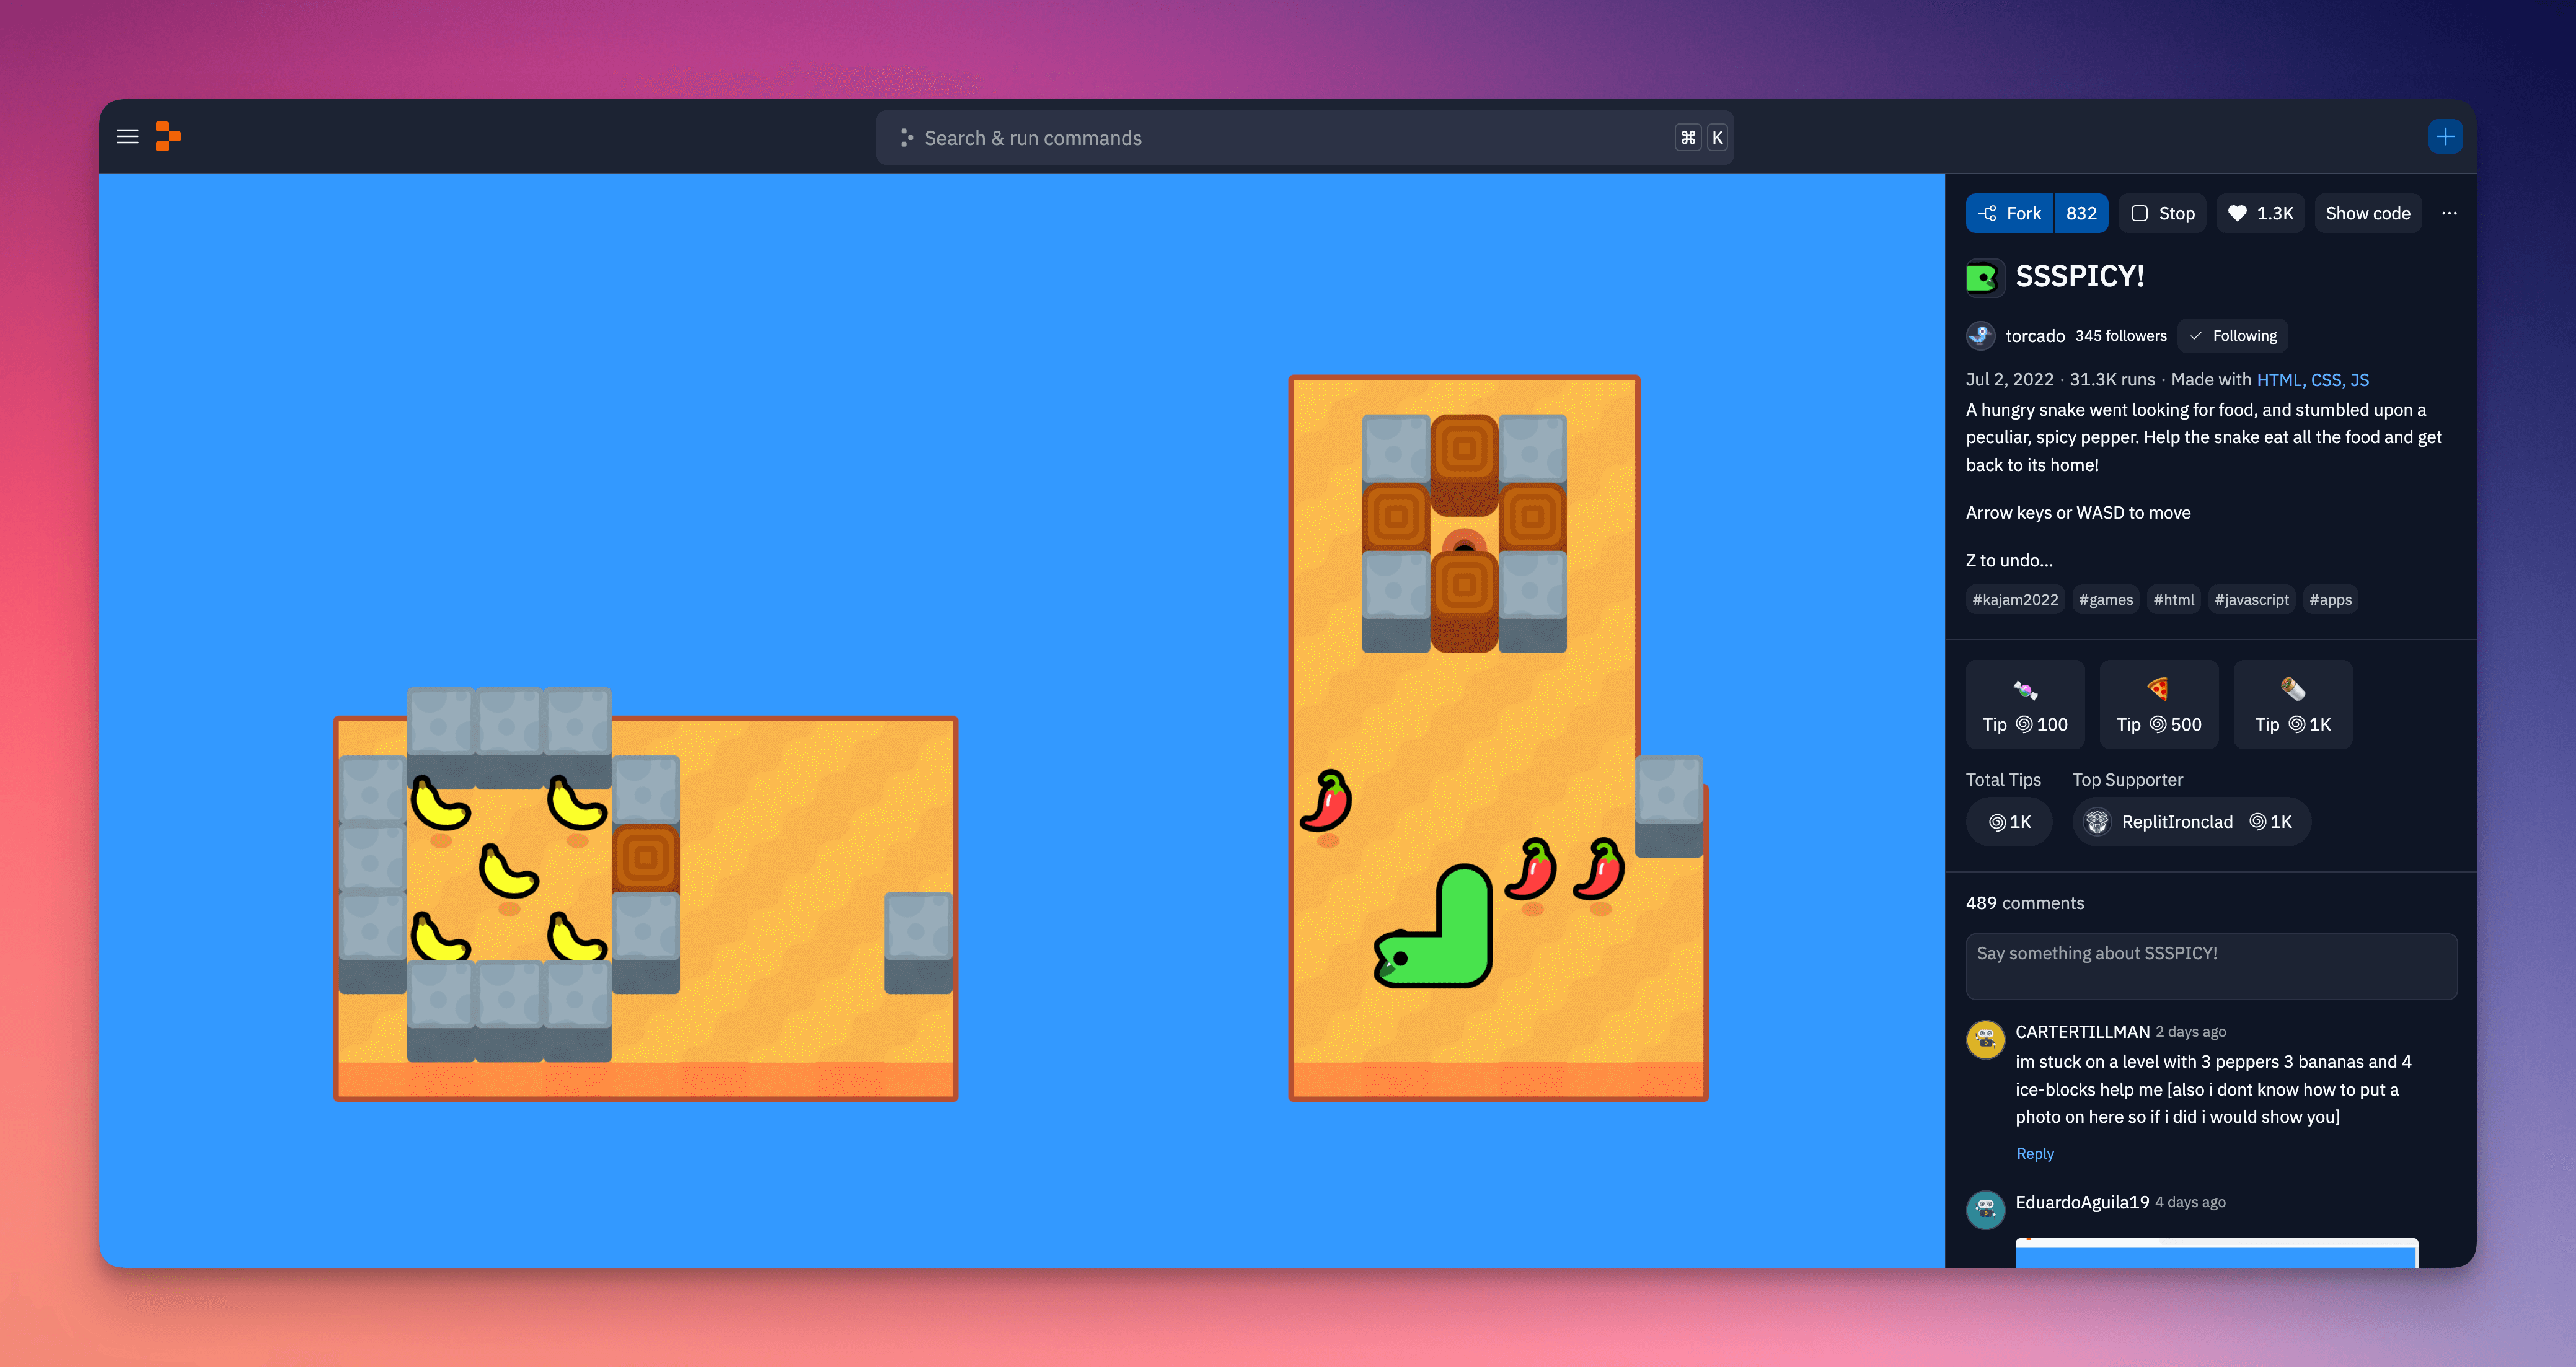 Search & run commands ⌘ K
Fork 832 Stop 1.3K Show code
SSSPICY!
torcado 345 followers Following
Jul 2, 2022 · 31.3K runs · Made with HTML, CSS, JS
A hungry snake went looking for food, and stumbled upon a
peculiar, spicy pepper. Help the snake eat all the food and get
back to its home!
Arrow keys or WASD to move
Z to undo...
#kajam2022 #games #html #javascript #apps
Tip 100 Tip 500 Tip 1K
Total Tips Top Supporter
1K ReplitIronclad 1K
489 comments
Say something about SSSPICY!
CARTERTILLMAN 2 days ago
im stuck on a level with 3 peppers 3 bananas and 4
ice-blocks help me [also i dont know how to put a
photo on here so if i did i would show you]
Reply
EduardoAguila19 4 days ago